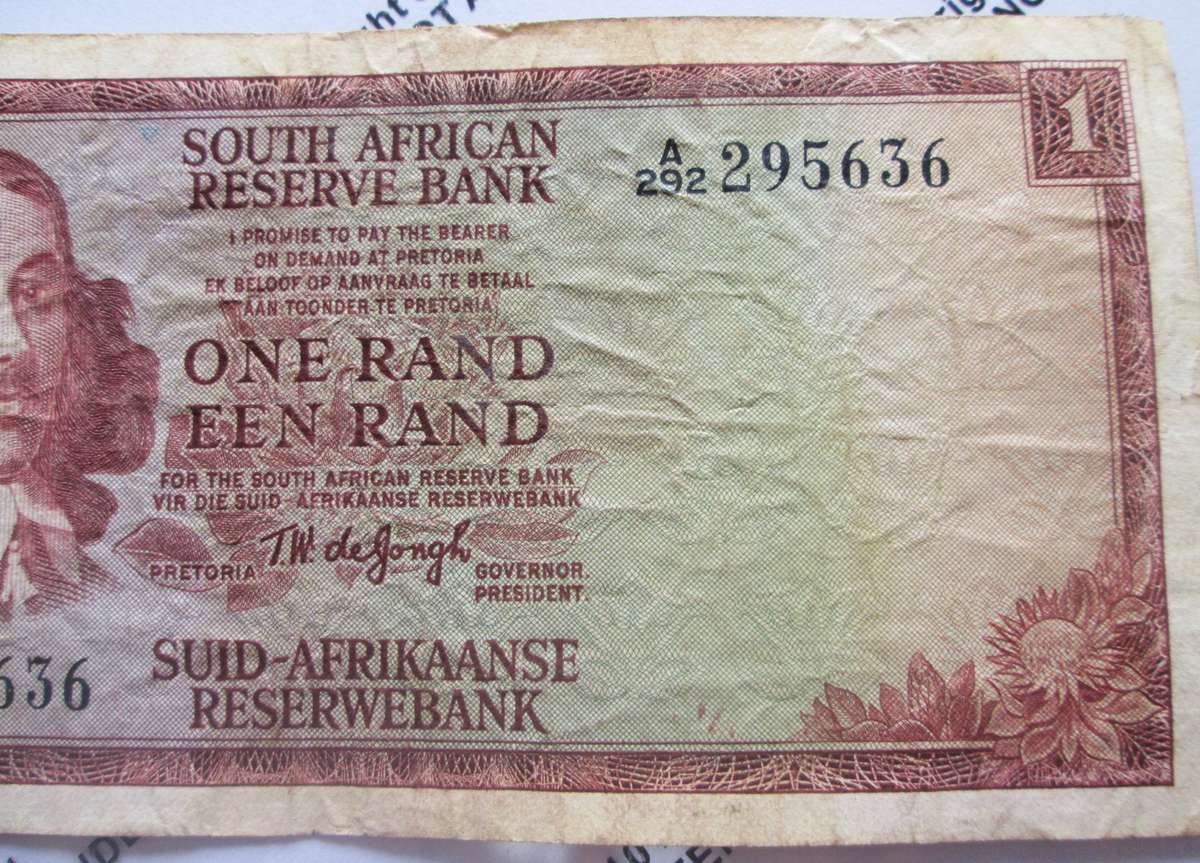 SOUTH AFRICAN
RESERVE BANK
A
292 295636
1
I PROMISE TO PAY THE BEARER
ON DEMAND AT PRETORIA
EK BELOOF OP AANVRAAG TE BETAAL
AAN TOONDER TE PRETORIA
ONE RAND
EEN RAND
FOR THE SOUTH AFRICAN RESERVE BANK
VIR DIE SUID-AFRIKAANSE RESERWEBANK
T.W. de Jongh
PRETORIA
GOVERNOR.
PRESIDENT.
636
SUID-AFRIKAANSE
RESERWEBANK